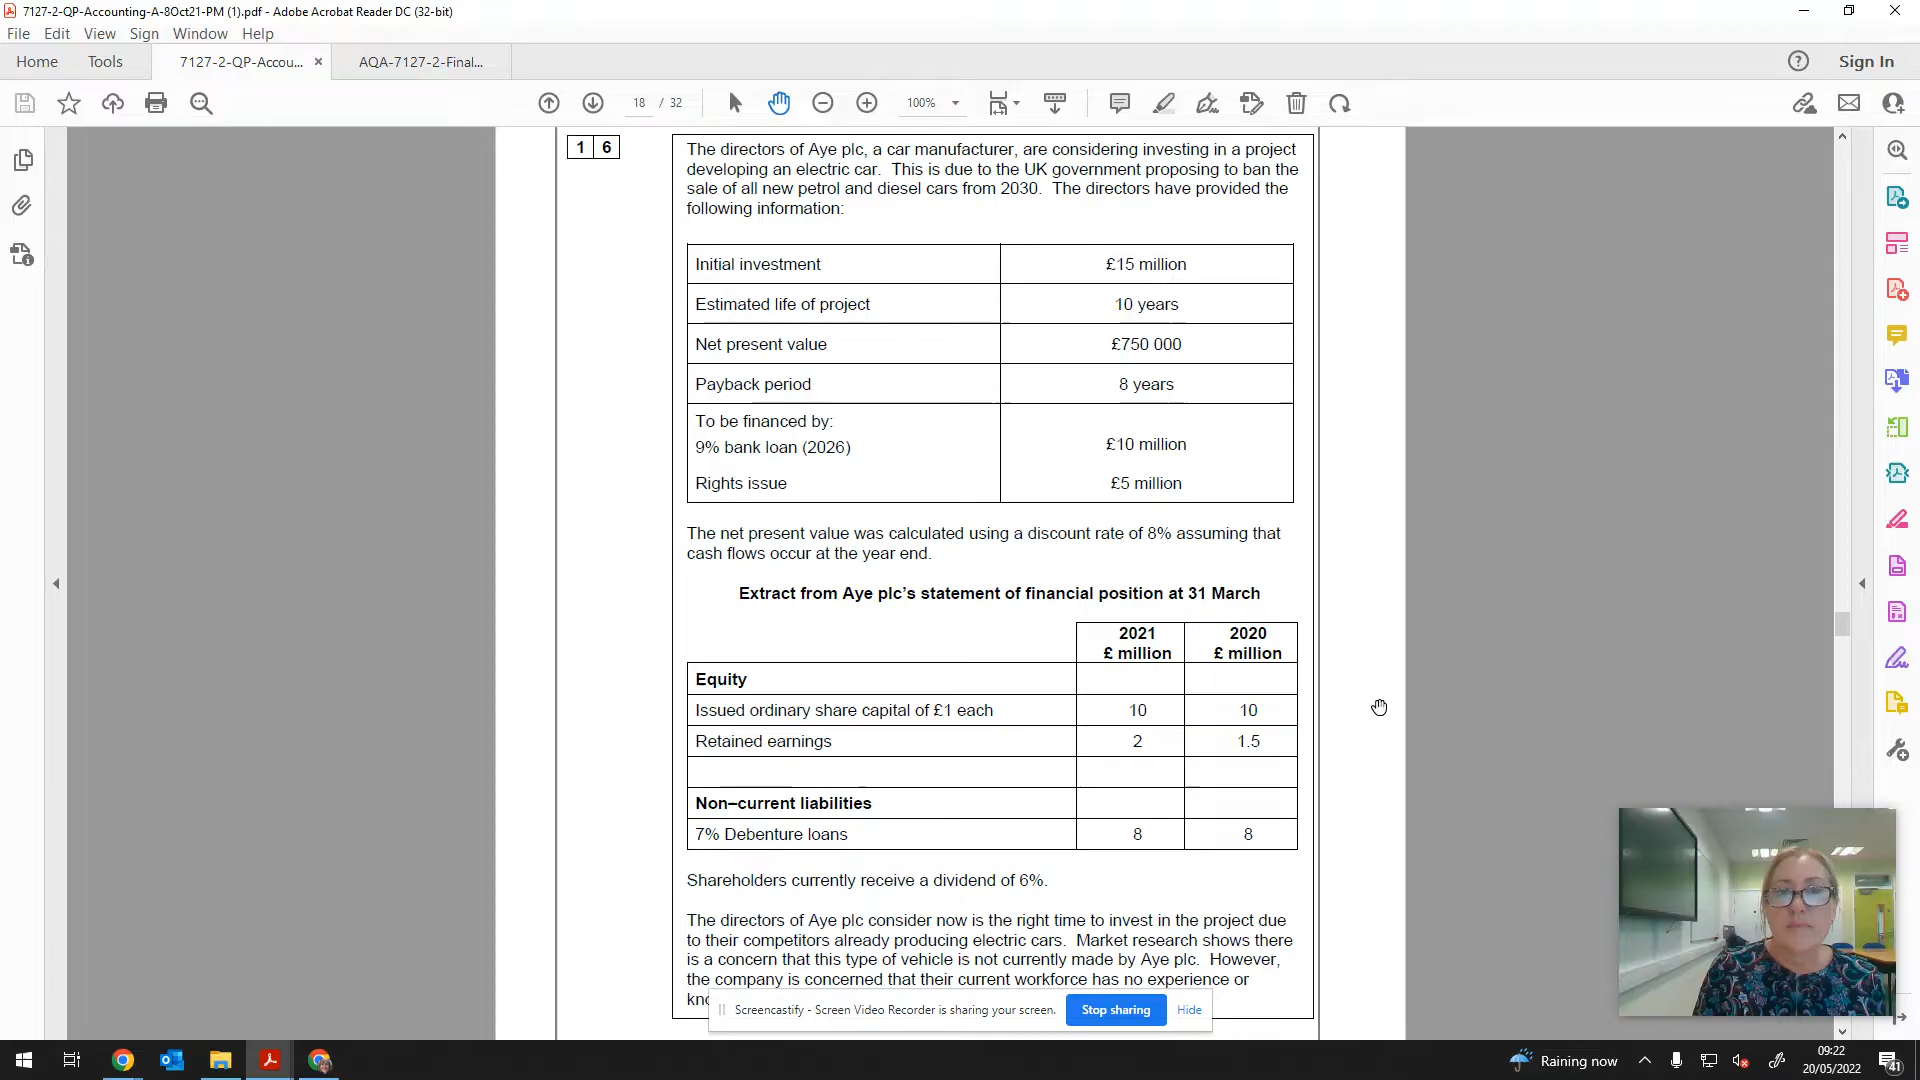 7127-2-QP-Accounting-A-8Oct21-PM (1).pdf - Adobe Acrobat Reader DC (32-bit)
File Edit View Sign Window Help
Home Tools 7127-2-QP-Accou... × AQA-7127-2-Final... Sign In
18 / 32 100%
1 6
The directors of Aye plc, a car manufacturer, are considering investing in a project
developing an electric car. This is due to the UK government proposing to ban the
sale of all new petrol and diesel cars from 2030. The directors have provided the
following information:
Initial investment £15 million
Estimated life of project 10 years
Net present value £750 000
Payback period 8 years
To be financed by:
9% bank loan (2026) £10 million
Rights issue £5 million
The net present value was calculated using a discount rate of 8% assuming that
cash flows occur at the year end.
Extract from Aye plc’s statement of financial position at 31 March
2021 2020
£ million £ million
Equity
Issued ordinary share capital of £1 each 10 10
Retained earnings 2 1.5
Non–current liabilities
7% Debenture loans 8 8
Shareholders currently receive a dividend of 6%.
The directors of Aye plc consider now is the right time to invest in the project due
to their competitors already producing electric cars. Market research shows there
is a concern that this type of vehicle is not currently made by Aye plc. However,
the company is concerned that their current workforce has no experience or
Screencastify - Screen Video Recorder is sharing your screen. Stop sharing Hide
Raining now
09:22
20/05/2022
41